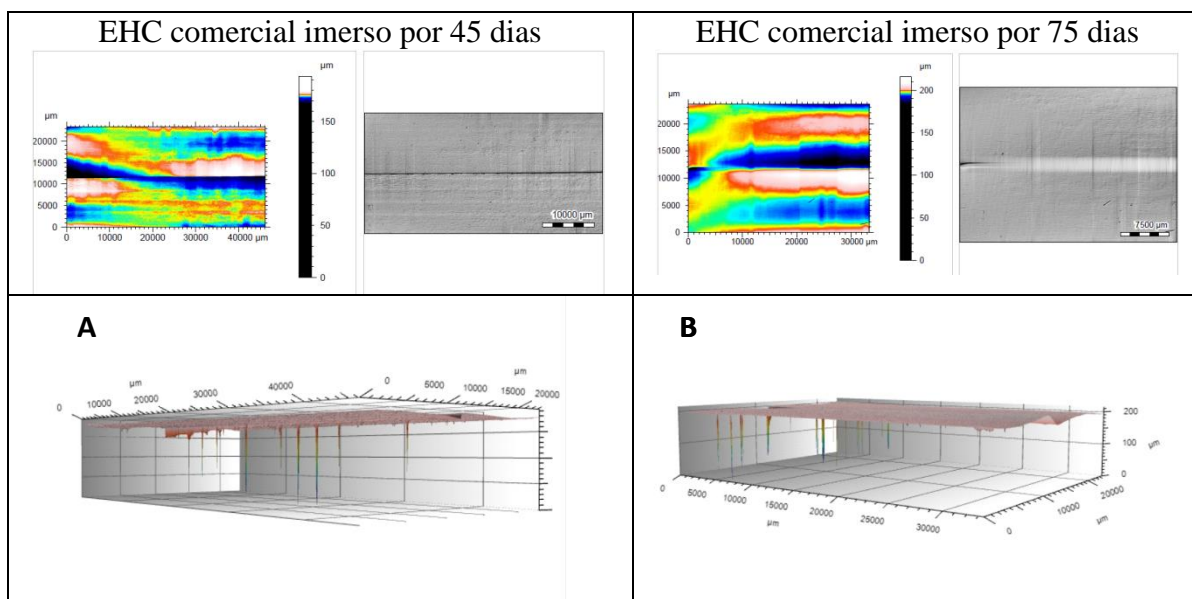 EHC comercial imerso por 45 dias
µm
µm
20000
15000
10000
5000
0
0 10000 20000 30000 40000 µm
150
100
50
0
10000 µm
EHC comercial imerso por 75 dias
µm
µm
20000
15000
10000
5000
0
0 10000 20000 30000 µm
200
150
100
50
0
7500 µm
A
µm
0 10000 20000 30000 40000
µm
0 5000 10000 15000 20000
B
200
100
0
µm
0 5000 10000 15000 20000 25000 30000
µm
0 10000 20000
µm